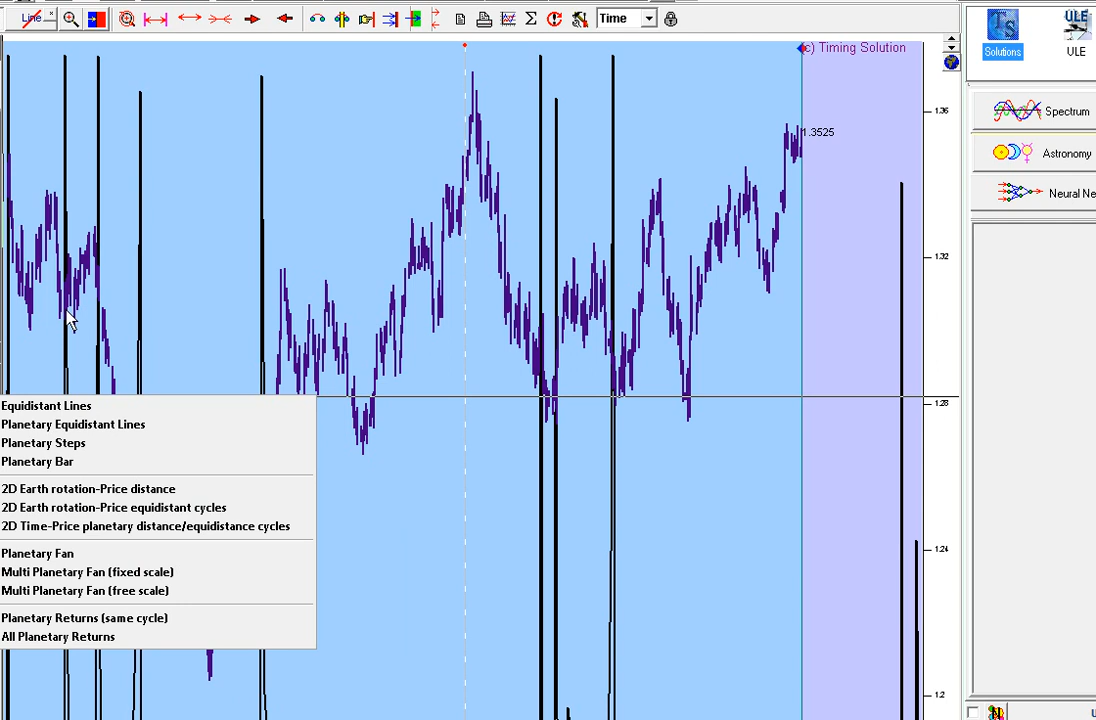 Line
Time
ULE
Solutions
ULE
(c) Timing Solution
1.3525
1.36
1.32
1.28
1.24
1.2
Spectrum
Astronomy
Neural Ne
Equidistant Lines
Planetary Equidistant Lines
Planetary Steps
Planetary Bar
2D Earth rotation-Price distance
2D Earth rotation-Price equidistant cycles
2D Time-Price planetary distance/equidistance cycles
Planetary Fan
Multi Planetary Fan (fixed scale)
Multi Planetary Fan (free scale)
Planetary Returns (same cycle)
All Planetary Returns